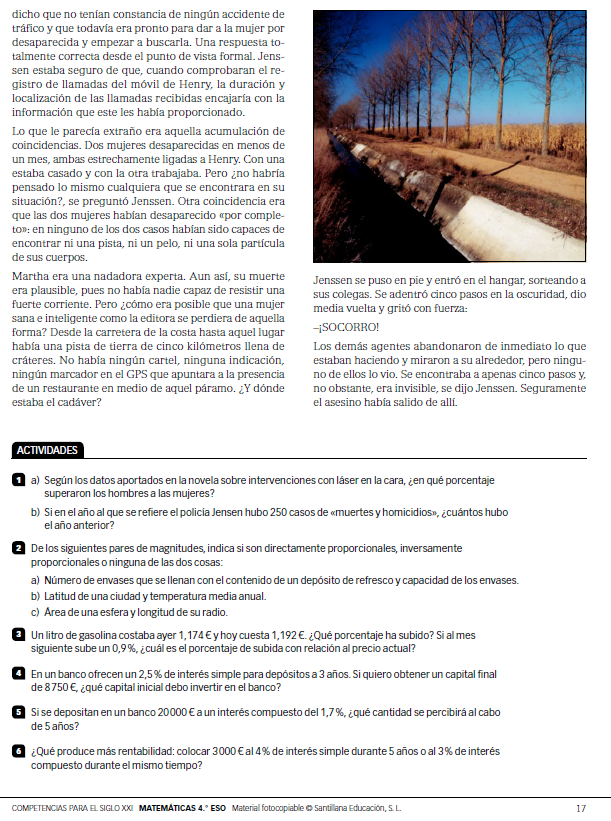 dicho que no tenían constancia de ningún accidente de
tráfico y que todavía era pronto para dar a la mujer por
desaparecida y empezar a buscarla. Una respuesta to-
talmente correcta desde el punto de vista formal. Jens-
sen estaba seguro de que, cuando comprobaran el re-
gistro de llamadas del móvil de Henry, la duración y
localización de las llamadas recibidas encajaría con la
información que este les había proporcionado.
Lo que le parecía extraño era aquella acumulación de
coincidencias. Dos mujeres desaparecidas en menos de
un mes, ambas estrechamente ligadas a Henry. Con una
estaba casado y con la otra trabajaba. Pero ¿no habría
pensado lo mismo cualquiera que se encontrara en su
situación?, se preguntó Jenssen. Otra coincidencia era
que las dos mujeres habían desaparecido «por comple-
to»: en ninguno de los dos casos habían sido capaces de
encontrar ni una pista, ni un pelo, ni una sola partícula
de sus cuerpos.
Martha era una nadadora experta. Aun así, su muerte
era plausible, pues no había nadie capaz de resistir una
fuerte corriente. Pero ¿cómo era posible que una mujer
sana e inteligente como la editora se perdiera de aquella
forma? Desde la carretera de la costa hasta aquel lugar
había una pista de tierra de cinco kilómetros llena de
cráteres. No había ningún cartel, ninguna indicación,
ningún marcador en el GPS que apuntara a la presencia
de un restaurante en medio de aquel páramo. ¿Y dónde
estaba el cadáver?
Jenssen se puso en pie y entró en el hangar, sorteando a
sus colegas. Se adentró cinco pasos en la oscuridad, dio
media vuelta y gritó con fuerza:
–¡SOCORRO!
Los demás agentes abandonaron de inmediato lo que
estaban haciendo y miraron a su alrededor, pero ningu-
no de ellos lo vio. Se encontraba a apenas cinco pasos y,
no obstante, era invisible, se dijo Jenssen. Seguramente
el asesino había salido de allí.
ACTIVIDADES
1 a) Según los datos aportados en la novela sobre intervenciones con láser en la cara, ¿en qué porcentaje
superaron los hombres a las mujeres?
b) Si en el año al que se refiere el policía Jensen hubo 250 casos de «muertes y homicidios», ¿cuántos hubo
el año anterior?
2 De los siguientes pares de magnitudes, indica si son directamente proporcionales, inversamente
proporcionales o ninguna de las dos cosas:
a) Número de envases que se llenan con el contenido de un depósito de refresco y capacidad de los envases.
b) Latitud de una ciudad y temperatura media anual.
c) Área de una esfera y longitud de su radio.
3 Un litro de gasolina costaba ayer 1,174 € y hoy cuesta 1,192 €. ¿Qué porcentaje ha subido? Si al mes
siguiente sube un 0,9 %, ¿cuál es el porcentaje de subida con relación al precio actual?
4 En un banco ofrecen un 2,5 % de interés simple para depósitos a 3 años. Si quiero obtener un capital final
de 8 750 €, ¿qué capital inicial debo invertir en el banco?
5 Si se depositan en un banco 20 000 € a un interés compuesto del 1,7 %, ¿qué cantidad se percibirá al cabo
de 5 años?
6 ¿Qué produce más rentabilidad: colocar 3 000 € al 4 % de interés simple durante 5 años o al 3 % de interés
compuesto durante el mismo tiempo?
COMPETENCIAS PARA EL SIGLO XXI MATEMÁTICAS 4.° ESO Material fotocopiable © Santillana Educación, S. L. 17